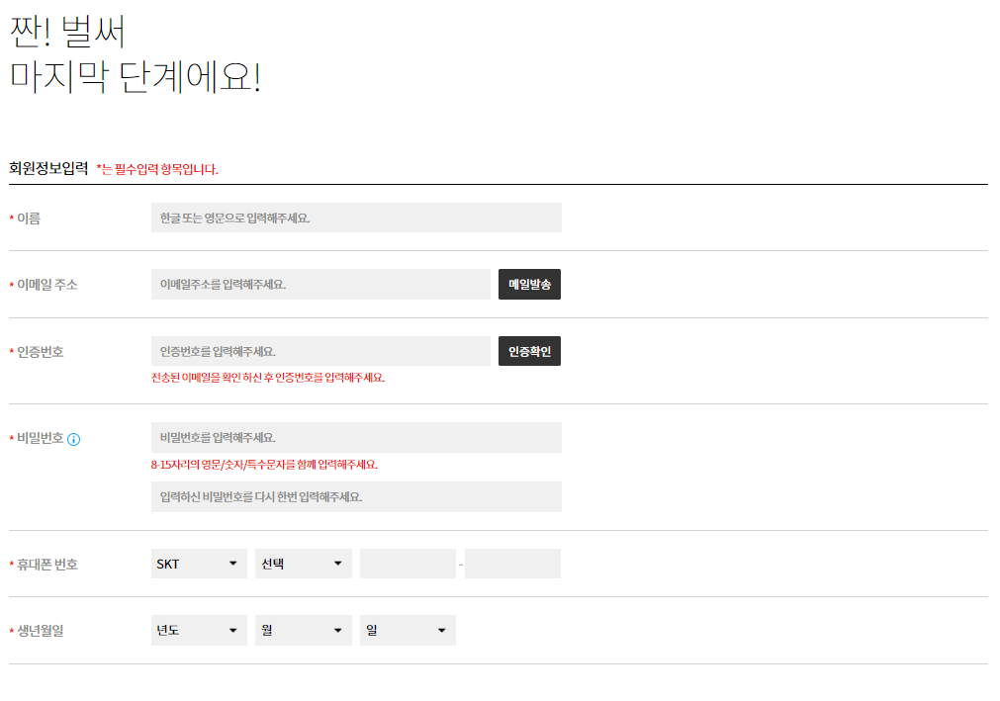 짠! 벌써
마지막 단계에요!
회원정보입력 *는 필수입력 항목입니다.
* 이름 한글 또는 영문으로 입력해주세요.
* 이메일 주소 이메일주소를 입력해주세요. 메일발송
* 인증번호 인증번호를 입력해주세요. 인증확인
전송된 이메일을 확인 하신 후 인증번호를 입력해주세요.
* 비밀번호 비밀번호를 입력해주세요.
8-15자리의 영문/숫자/특수문자를 함께 입력해주세요.
입력하신 비밀번호를 다시 한번 입력해주세요.
* 휴대폰 번호 SKT 선택 -
* 생년월일 년도 월 일